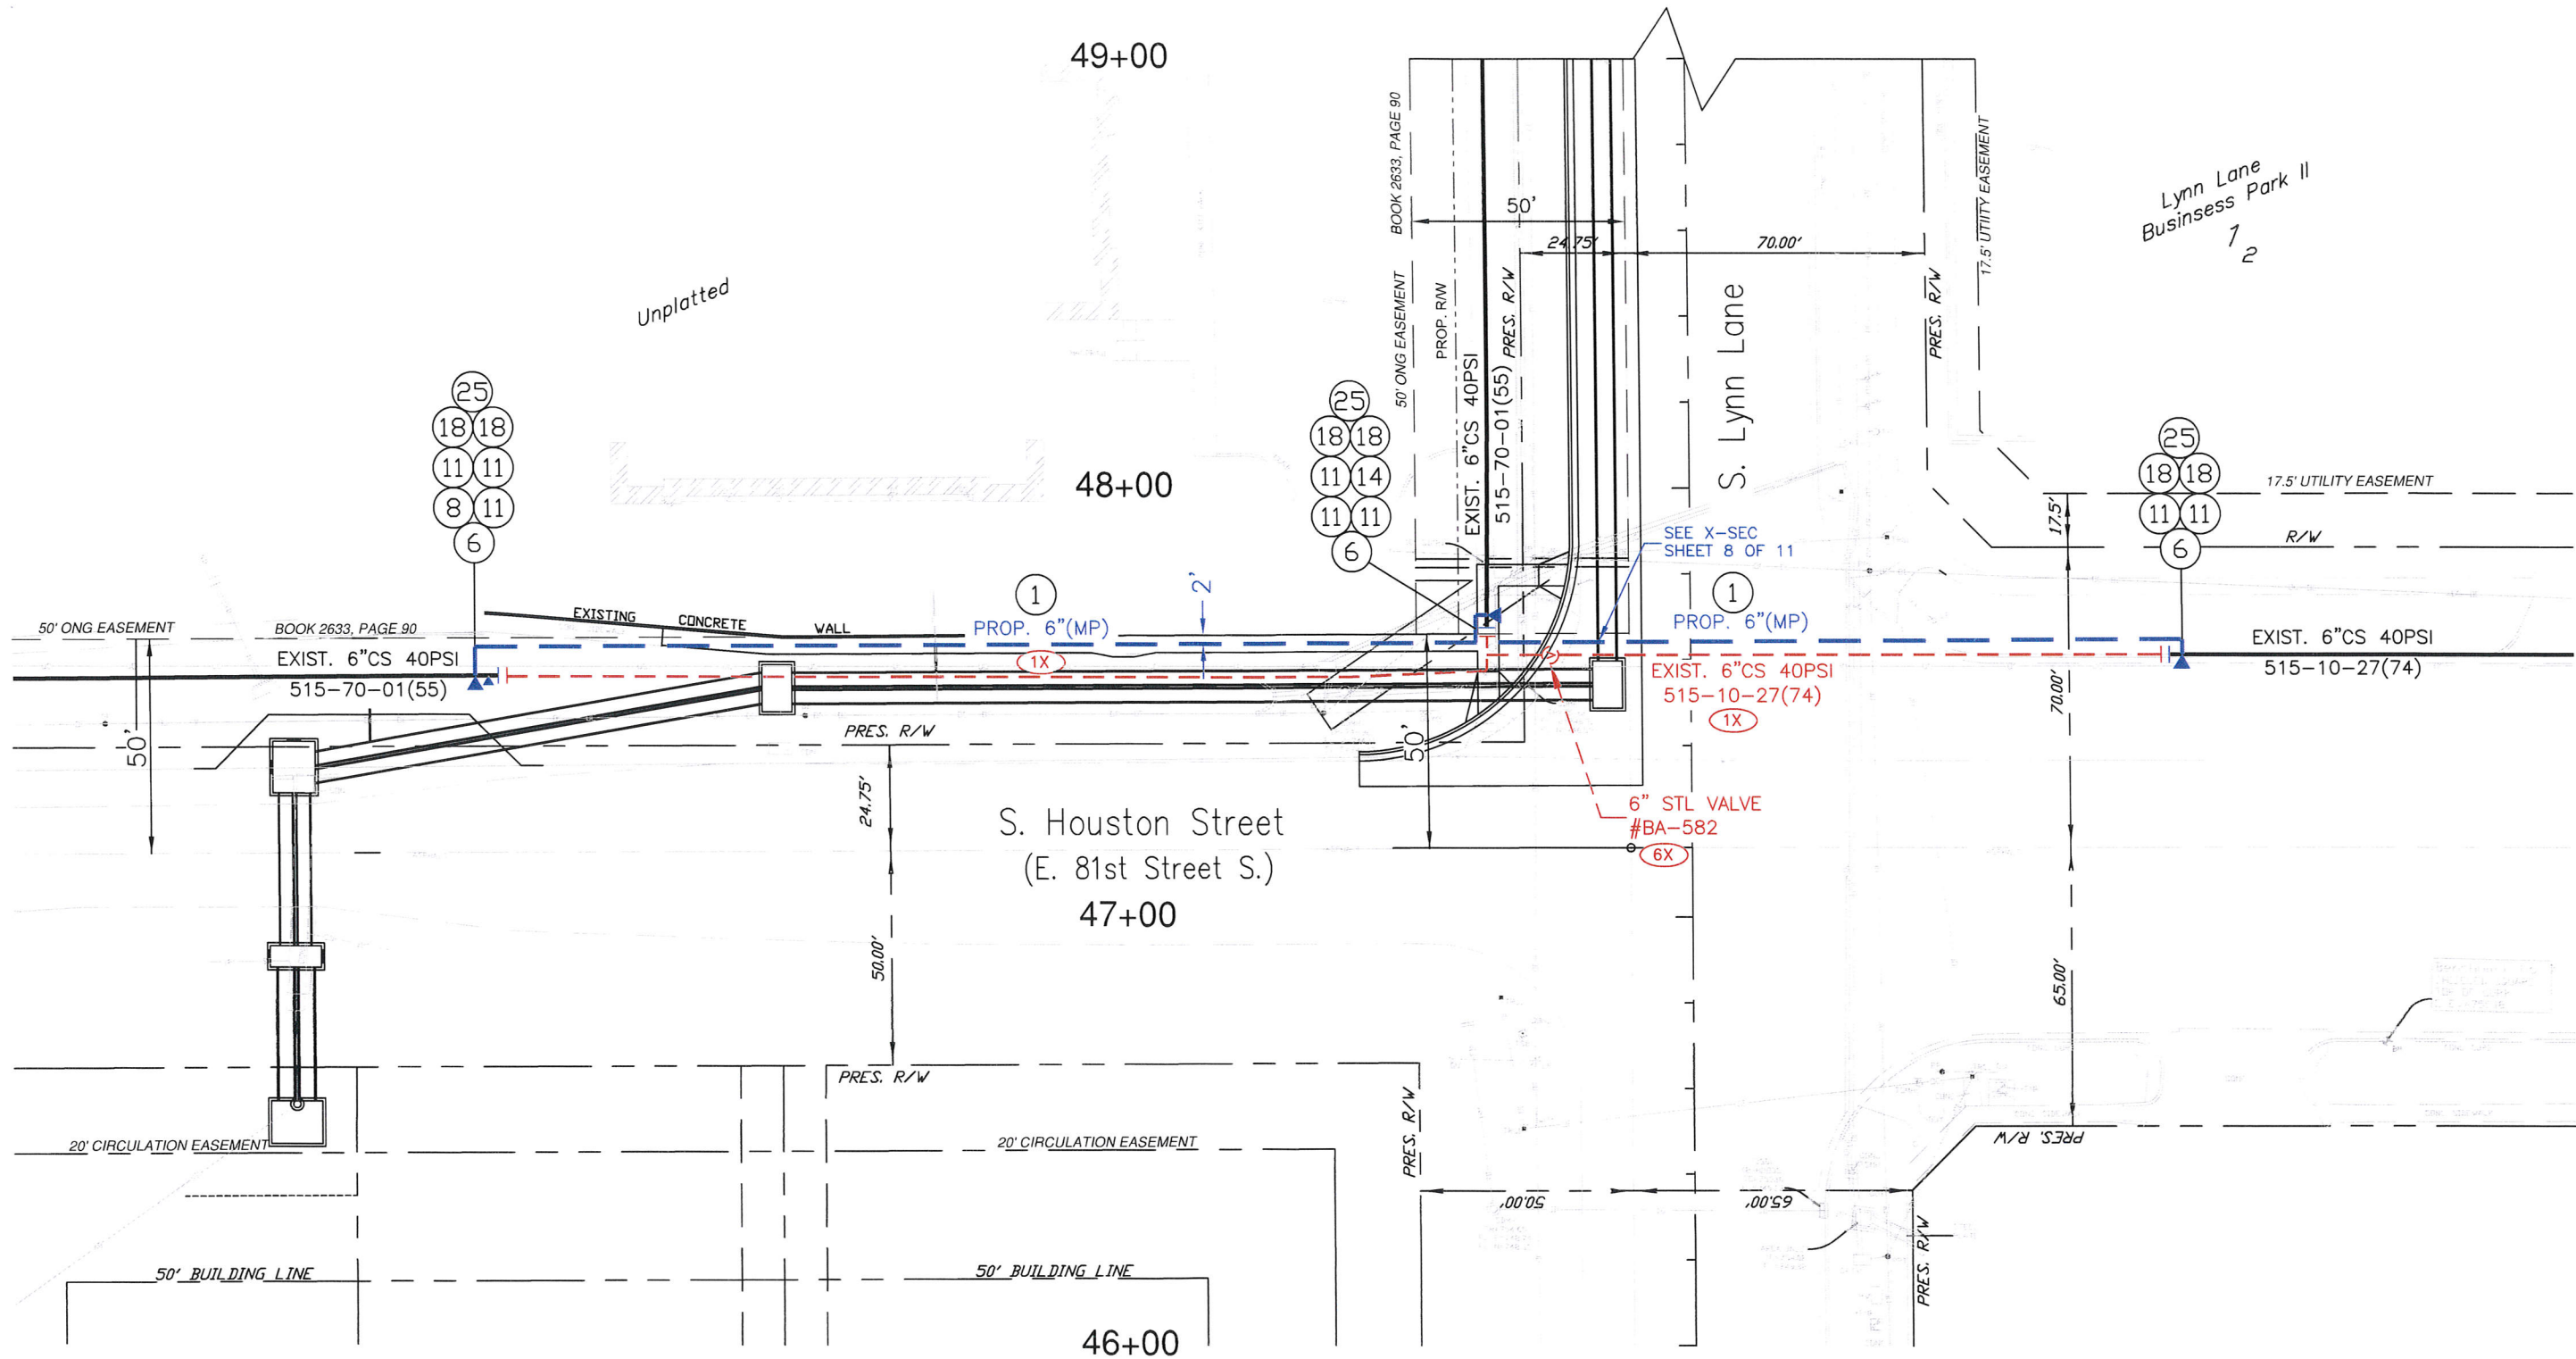 49+00
BOOK 2633, PAGE 90
50'
24.75'
70.00'
17.5' UTIITY EASEMENT
Lynn Lane
Businsess Park II
1
2
Unplatted
50' ONG EASEMENT
PROP. R/W
EXIST. 6"CS 40PSI
515-70-01(55)
PRES. R/W
S. Lynn Lane
PRES. R/W
25
18 18
11 11
8 11
6
25
18 18
11 14
11 11
6
25
18 18
11 11
6
48+00
17.5' UTILITY EASEMENT
17.5'
R/W
SEE X-SEC
SHEET 8 OF 11
1
PROP. 6"(MP)
2'
1
PROP. 6"(MP)
EXISTING CONCRETE WALL
50' ONG EASEMENT
BOOK 2633, PAGE 90
EXIST. 6"CS 40PSI
515-70-01(55)
1X
EXIST. 6"CS 40PSI
515-10-27(74)
1X
EXIST. 6"CS 40PSI
515-10-27(74)
50'
PRES. R/W
50'
70.00'
24.75'
6" STL VALVE
#BA-582
6X
S. Houston Street
(E. 81st Street S.)
47+00
50.00'
65.00'
PRES. R/W
PRES. R/W
20' CIRCULATION EASEMENT
20' CIRCULATION EASEMENT
PRES. R/W
50.00'
65.00'
PRES. R/W
50' BUILDING LINE
50' BUILDING LINE
46+00